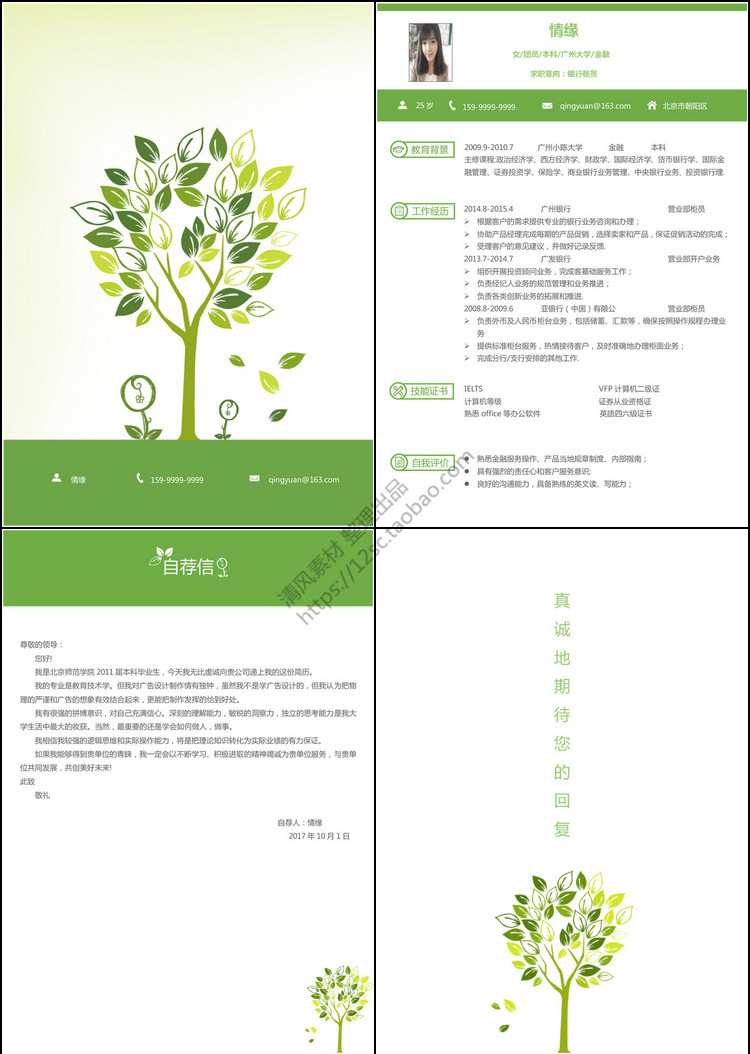 情缘
159-9999-9999
qingyuan@163.com
情缘
女/团员/本科/广州大学/金融
求职意向：银行柜员
25 岁
159-9999-9999
qingyuan@163.com
北京市朝阳区
教育背景
2009.9-2010.7 广州小陈大学 金融 本科
主修课程:政治经济学、西方经济学、财政学、国际经济学、货币银行学、国际金
融管理、证券投资学、保险学、商业银行业务管理、中央银行业务、投资银行理.
工作经历
2014.8-2015.4 广州银行 营业部柜员
➢ 根据客户的需求提供专业的银行业务咨询和办理；
➢ 协助产品经理完成每期的产品促销，选择卖家和产品，保证促销活动的完成；
➢ 受理客户的意见建议，并做好记录反馈.
2013.7-2014.7 广发银行 营业部开户业务
➢ 组织开展投资顾问业务，完成客基础服务工作；
➢ 负责经纪人业务的规范管理和业务推进；
➢ 负责各类创新业务的拓展和推进.
2008.8-2009.6 亚银行（中国）有限公 营业部柜员
➢ 负责外币及人民币柜台业务，包括储蓄、汇款等，确保按照操作规程办理业
务
➢ 提供标准柜台服务，热情接待客户，及时准确地办理柜面业务；
➢ 完成分行/支行安排的其他工作.
技能证书
IELTS VFP 计算机二级证
计算机等级 证券从业资格证
熟悉 office 等办公软件 英語四六级证书
自我评价
● 熟悉金融服务操作、产品当地规章制度、内部指南；
● 具有强烈的责任心和客户服务意识;
● 良好的沟通能力，具备熟练的英文读、写能力；
清风素材 整理出品
https://12sc.taobao.com
自荐信
尊敬的领导：
您好!
我是北京师范学院 2011 届本科毕业生，今天我无比虔诚向贵公司递上我的这份简历。
我的专业是教育技术学。但我对广告设计制作情有独钟，虽然我不是学广告设计的，但我认为把物
理的严谨和广告的想象有效结合起来，更能把制作发挥的恰到好处。
我有很强的拼博意识，对自己充满信心。深刻的理解能力，敏锐的洞察力，独立的思考能力是我大
学生活中最大的收获。当然，最重要的还是学会如何做人，做事。
我相信我较强的逻辑思维和实际操作能力，将是把理论知识转化为实际业绩的有力保证。
如果我能够得到贵单位的青睐，我一定会以不断学习、积极进取的精神竭诚为贵单位服务，与贵单
位共同发展，共创美好未来!
此致
敬礼
自荐人：情缘
2017 年 10 月 1 日
真诚地期待您的回复